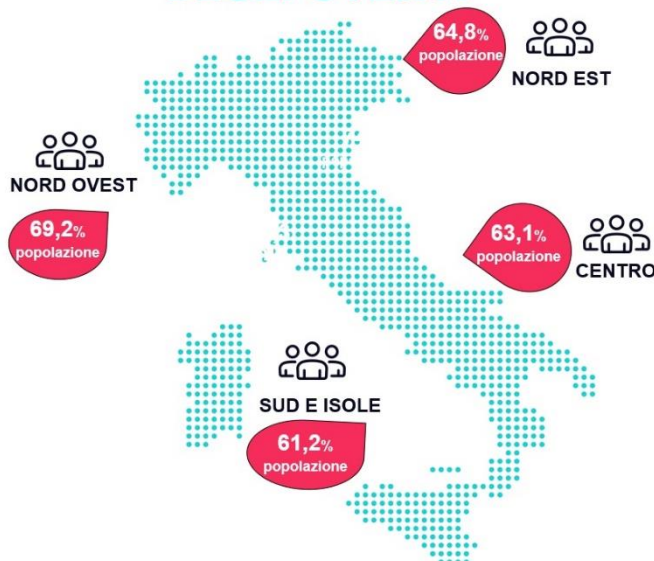 64,8%
popolazione
NORD EST
NORD OVEST
69,2%
popolazione
63,1%
popolazione
CENTRO
SUD E ISOLE
61,2%
popolazione